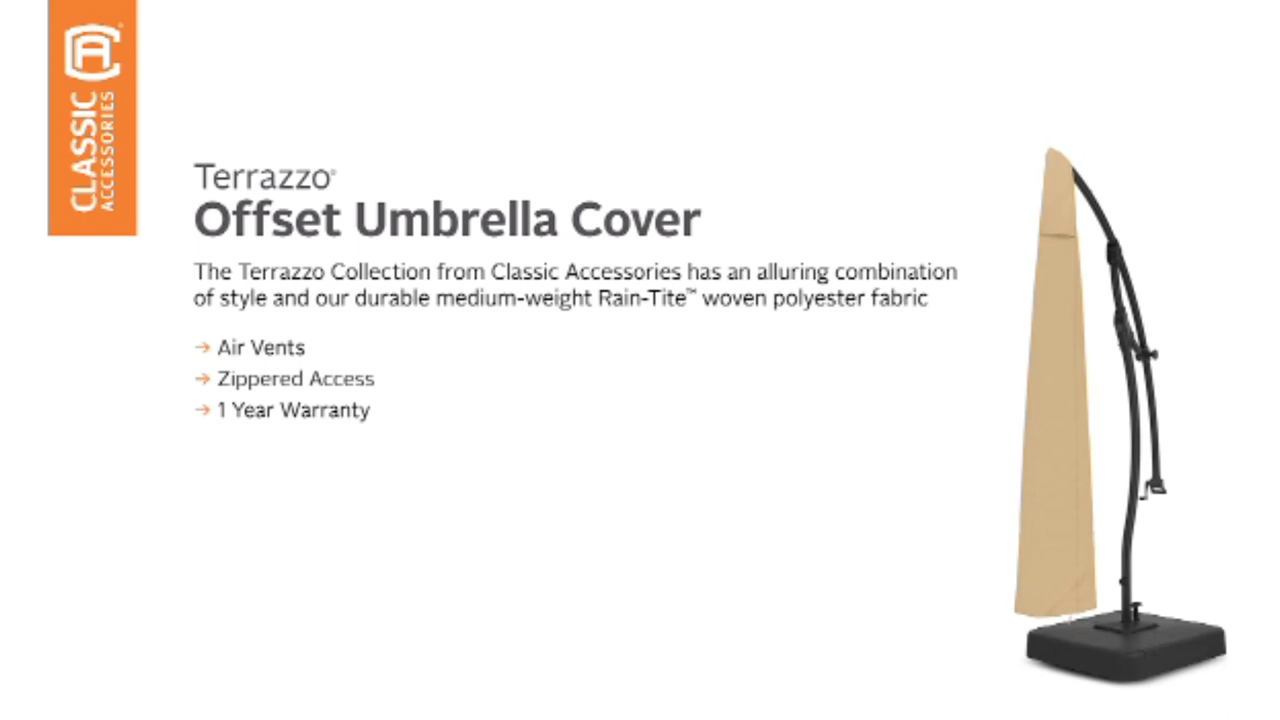 CLASSIC
ACCESSORIES
Terrazzo®
Offset Umbrella Cover
The Terrazzo Collection from Classic Accessories has an alluring combination
of style and our durable medium-weight Rain-Tite™ woven polyester fabric
→ Air Vents
→ Zippered Access
→ 1 Year Warranty